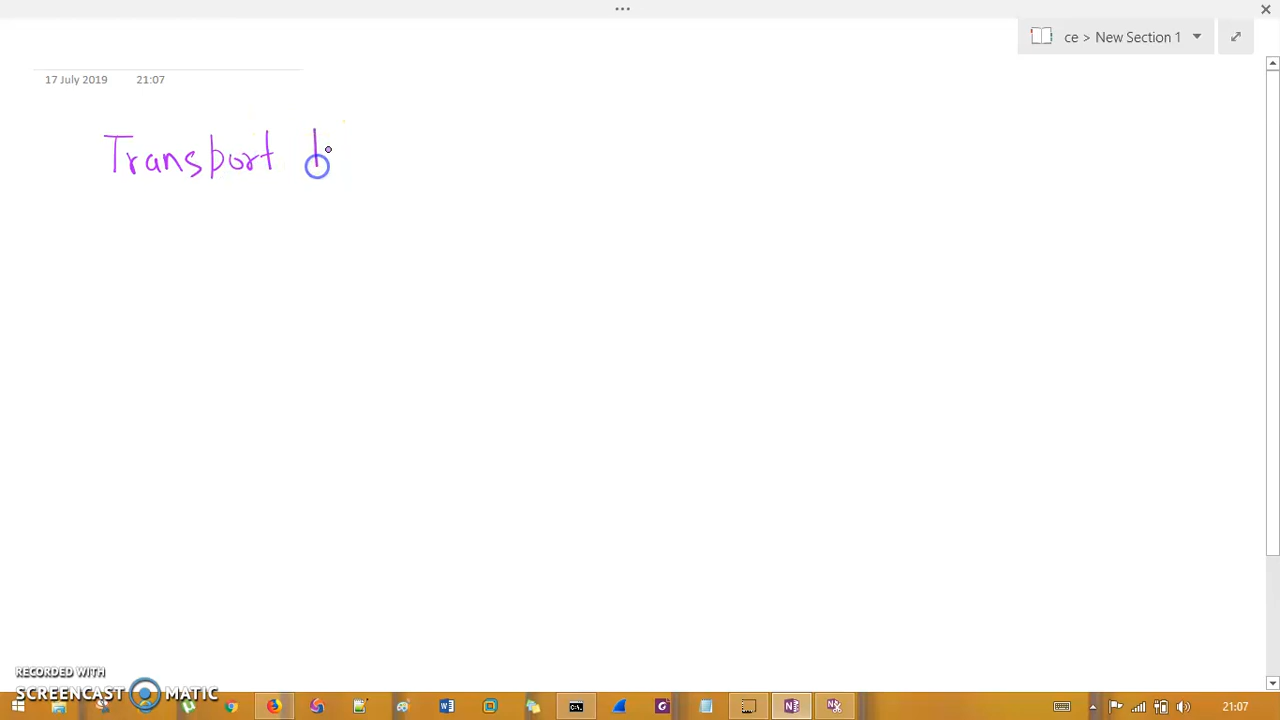 ce > New Section 1
17 July 2019 21:07
Transport
RECORDED WITH
SCREENCAST MATIC
21:07